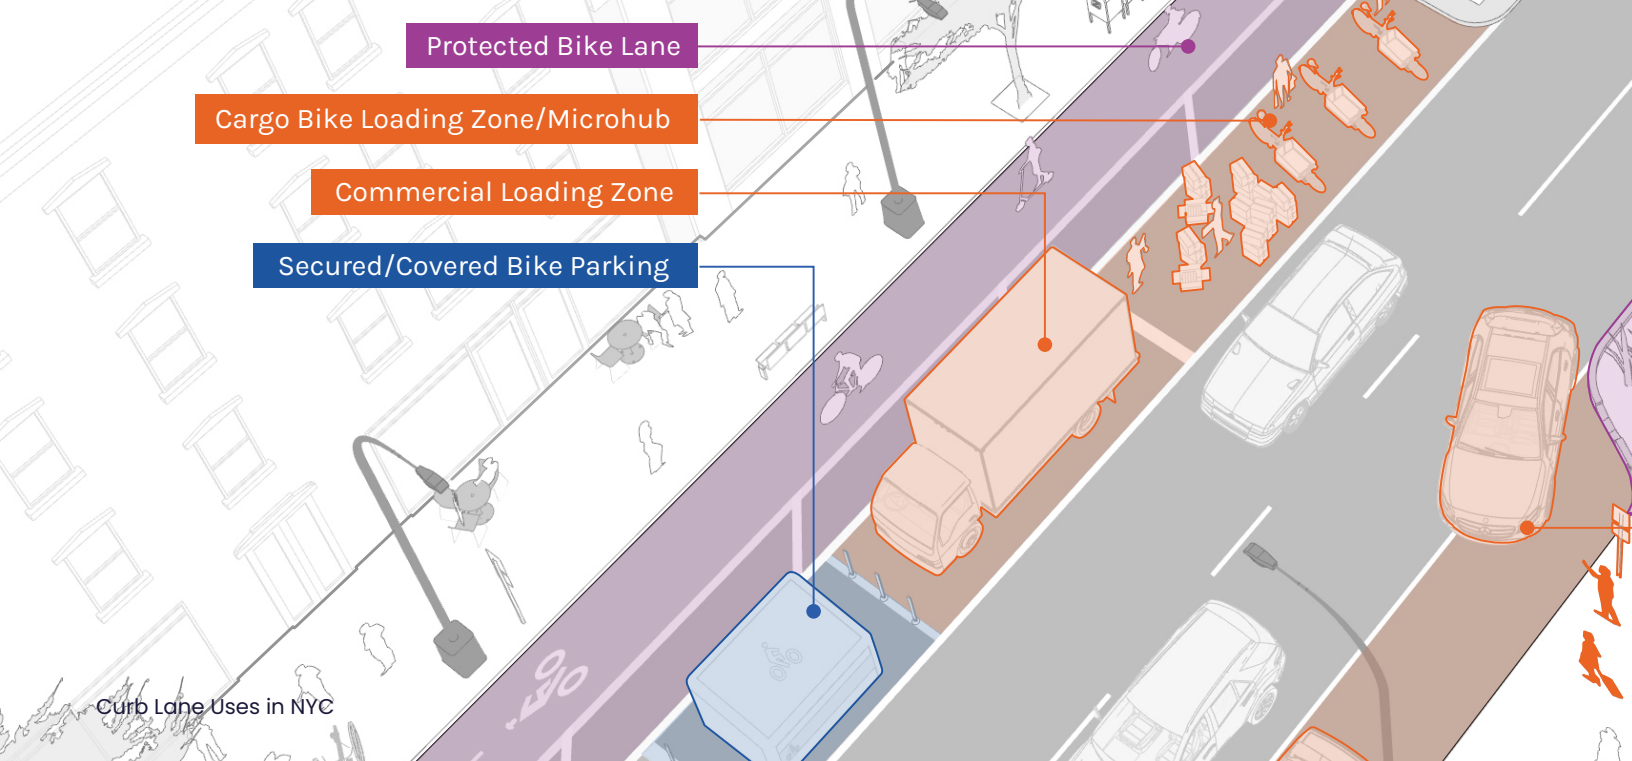 Protected Bike Lane
Cargo Bike Loading Zone/Microhub
Commercial Loading Zone
Secured/Covered Bike Parking
Curb Lane Uses in NYC